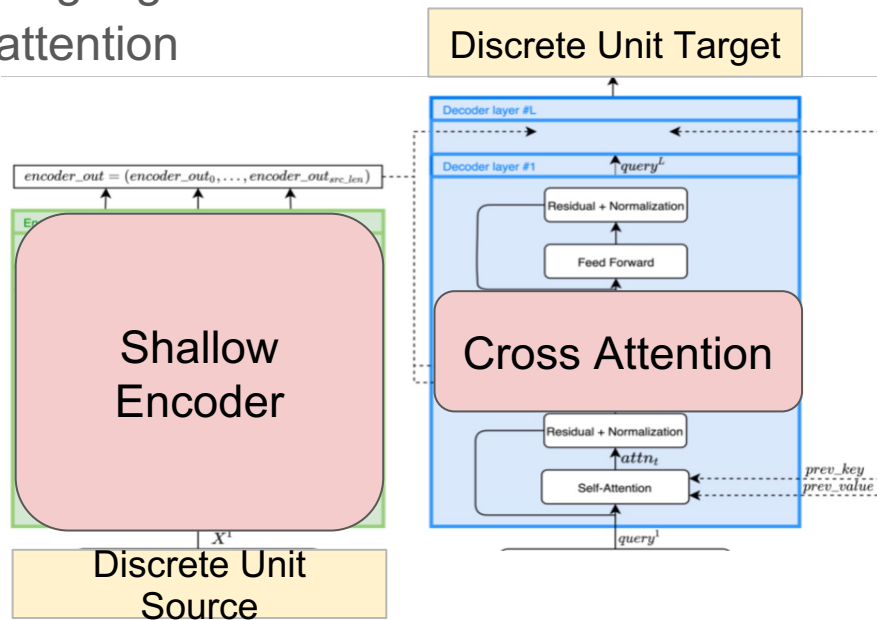 attention
Discrete Unit Target
Decoder layer #L
encoder_out = (encoder_out_0, ..., encoder_out_src_len)
Decoder layer #1
query^L
Residual + Normalization
Feed Forward
Shallow
Encoder
Cross Attention
Residual + Normalization
attn_t
Self-Attention
prev_key
prev_value
X^1
query^1
Discrete Unit
Source